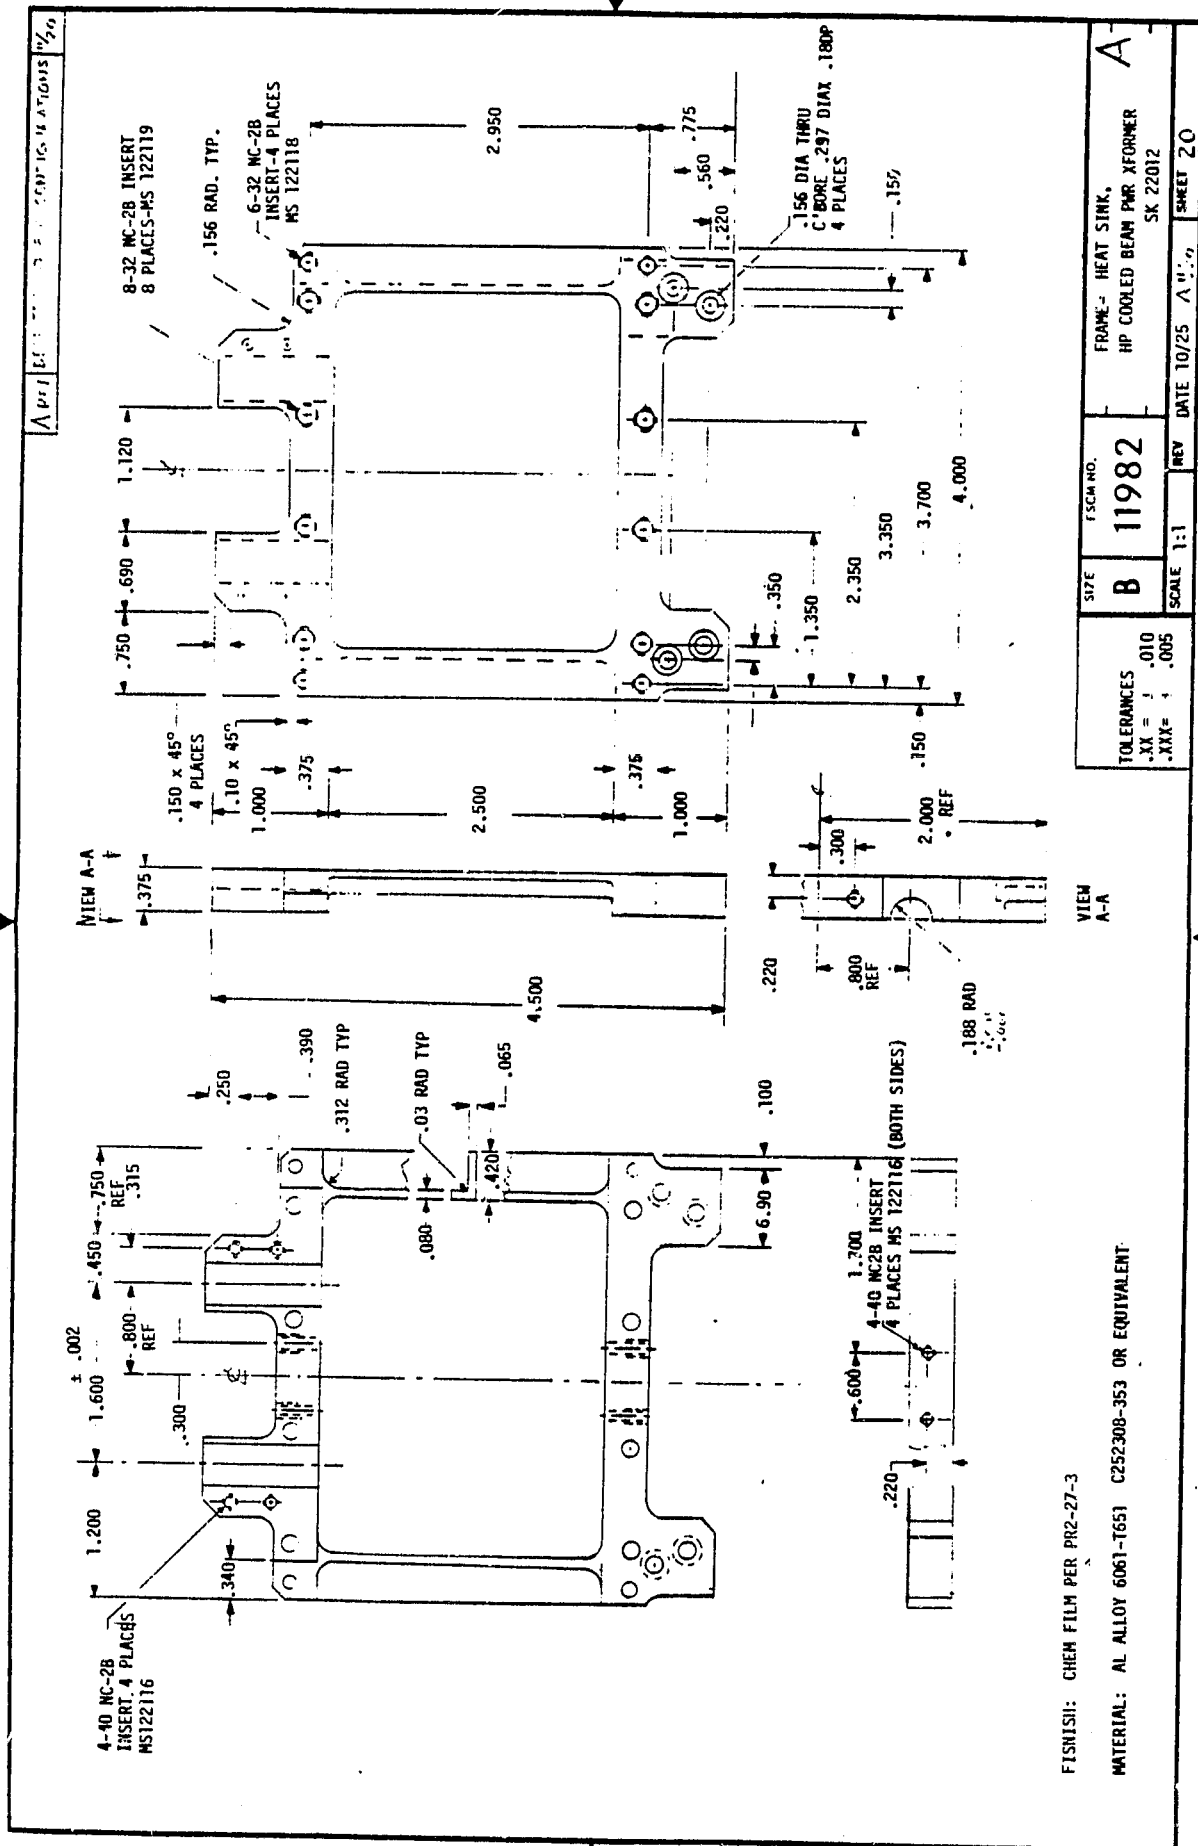 8-32 NC-2B INSERT
8 PLACES-MS 122119
.156 RAD. TYP.
6-32 NC-2B
INSERT-4 PLACES
MS 122118
1.120
.690
.750
.150 x 45°
4 PLACES
1.10 x 45°
.375
1.000
2.500
.375
1.000
2.950
.775
.560
.220
.156 DIA THRU
C'BORE .297 DIAX .18DP
4 PLACES
.150
.350
1.350
2.350
3.350
3.700
4.000
.150
VIEW A-A
.375
4.500
.300
2.000
REF
.220
.800
REF
.188 RAD
VIEW
A-A
4-40 NC-2B
INSERT. 4 PLACES
MS122116
1.200
1.600
± .002
.450
.750
REF
.315
.800
REF
.300
.340
.250
.390
.312 RAD TYP
.03 RAD TYP
.065
.420
.080
.100
6.90
1.700
4-40 NC2B INSERT
4 PLACES MS 122116 (BOTH SIDES)
.600
.220
FISNISH: CHEM FILM PER PR2-27-3
MATERIAL: AL ALLOY 6061-T651 C252308-353 OR EQUIVALENT
TOLERANCES
.XX = .010
.XXX= .005
SIZE
B
FSCM NO.
11982
FRAME- HEAT SINK,
HP COOLED BEAM PWR XFORMER
SK 22012
A
SCALE 1:1
REV
DATE 10/25
SHEET 20